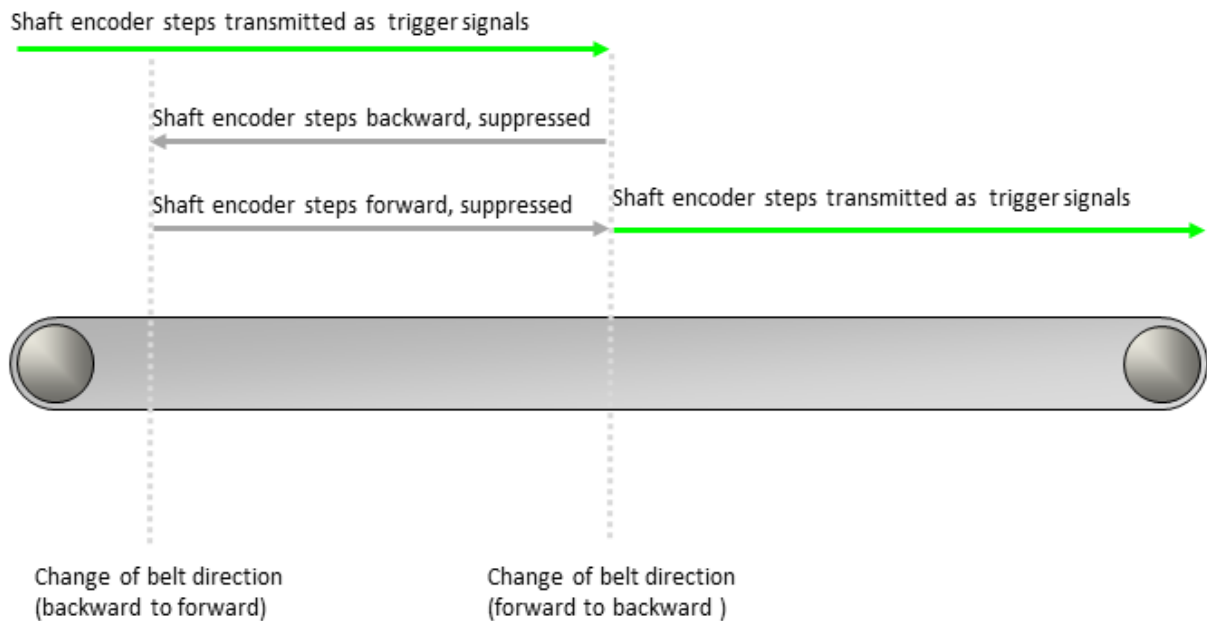 Shaft encoder steps transmitted as trigger signals
Shaft encoder steps backward, suppressed
Shaft encoder steps forward, suppressed
Shaft encoder steps transmitted as trigger signals
Change of belt direction
(backward to forward)
Change of belt direction
(forward to backward )